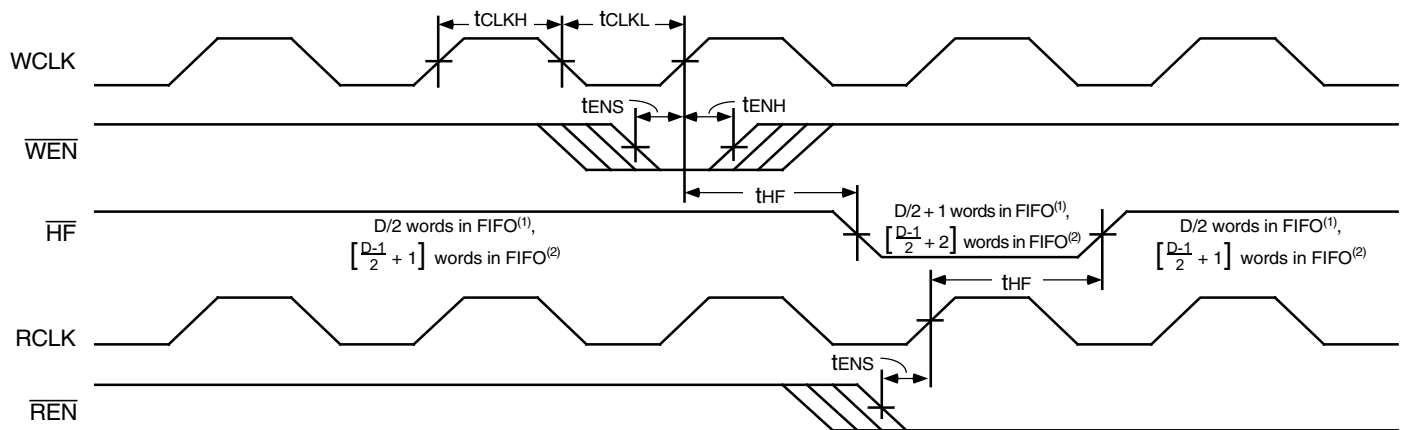 tCLKH
tCLKL
WCLK
tENS
tENH
WEN
tHF
HF
D/2 words in FIFO(1),
[D-1/2 + 1] words in FIFO(2)
D/2 + 1 words in FIFO(1),
[D-1/2 + 2] words in FIFO(2)
D/2 words in FIFO(1),
[D-1/2 + 1] words in FIFO(2)
tHF
RCLK
tENS
REN